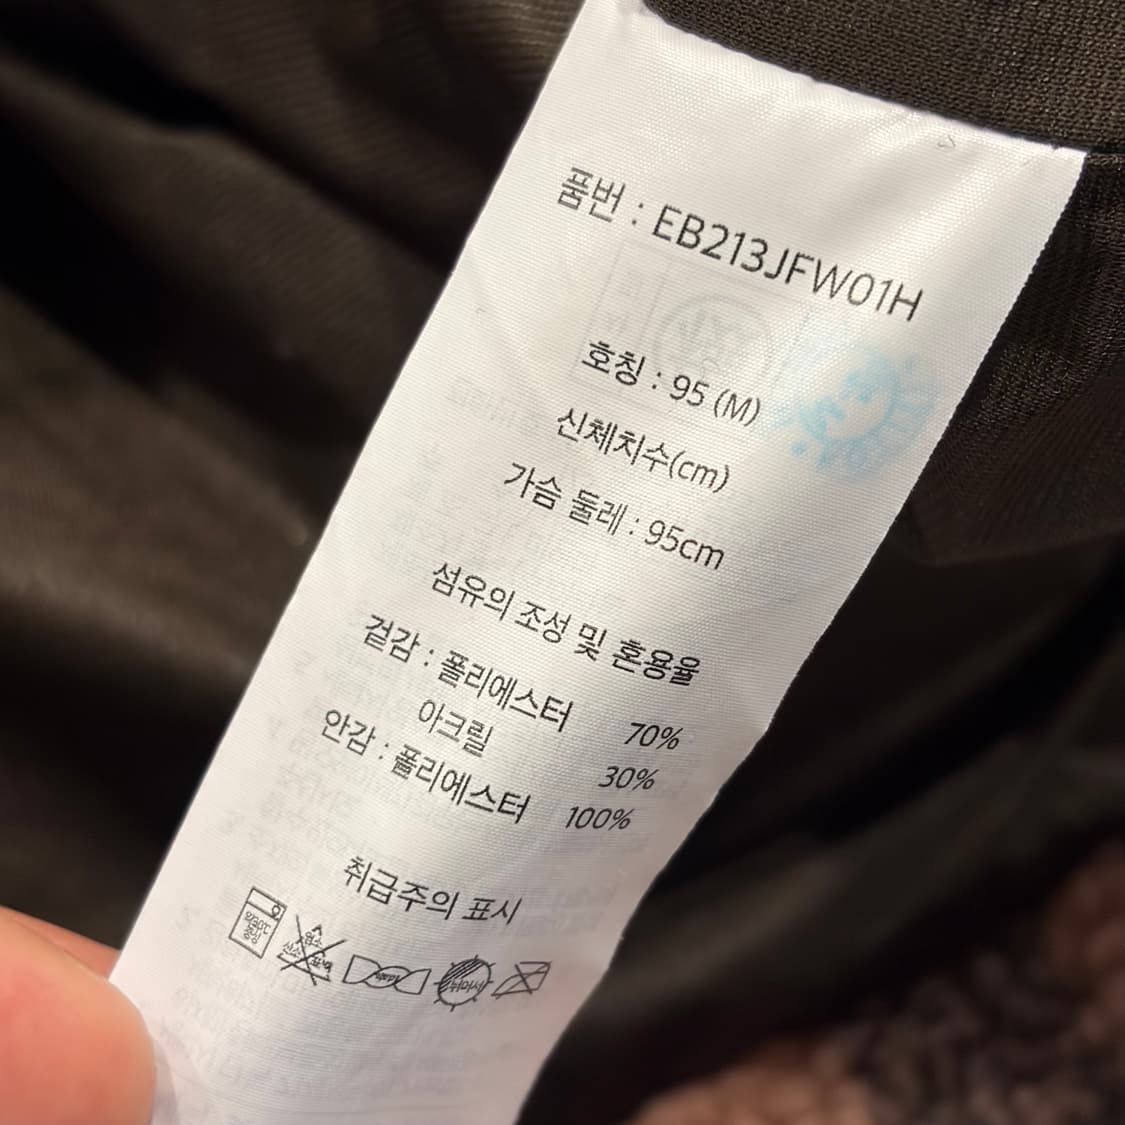 품번 : EB213JFW01H
호칭 : 95 (M)
신체치수(cm)
가슴 둘레 : 95cm
섬유의 조성 및 혼용율
겉감 : 폴리에스터 70%
아크릴 30%
안감 : 폴리에스터 100%
취급주의 표시